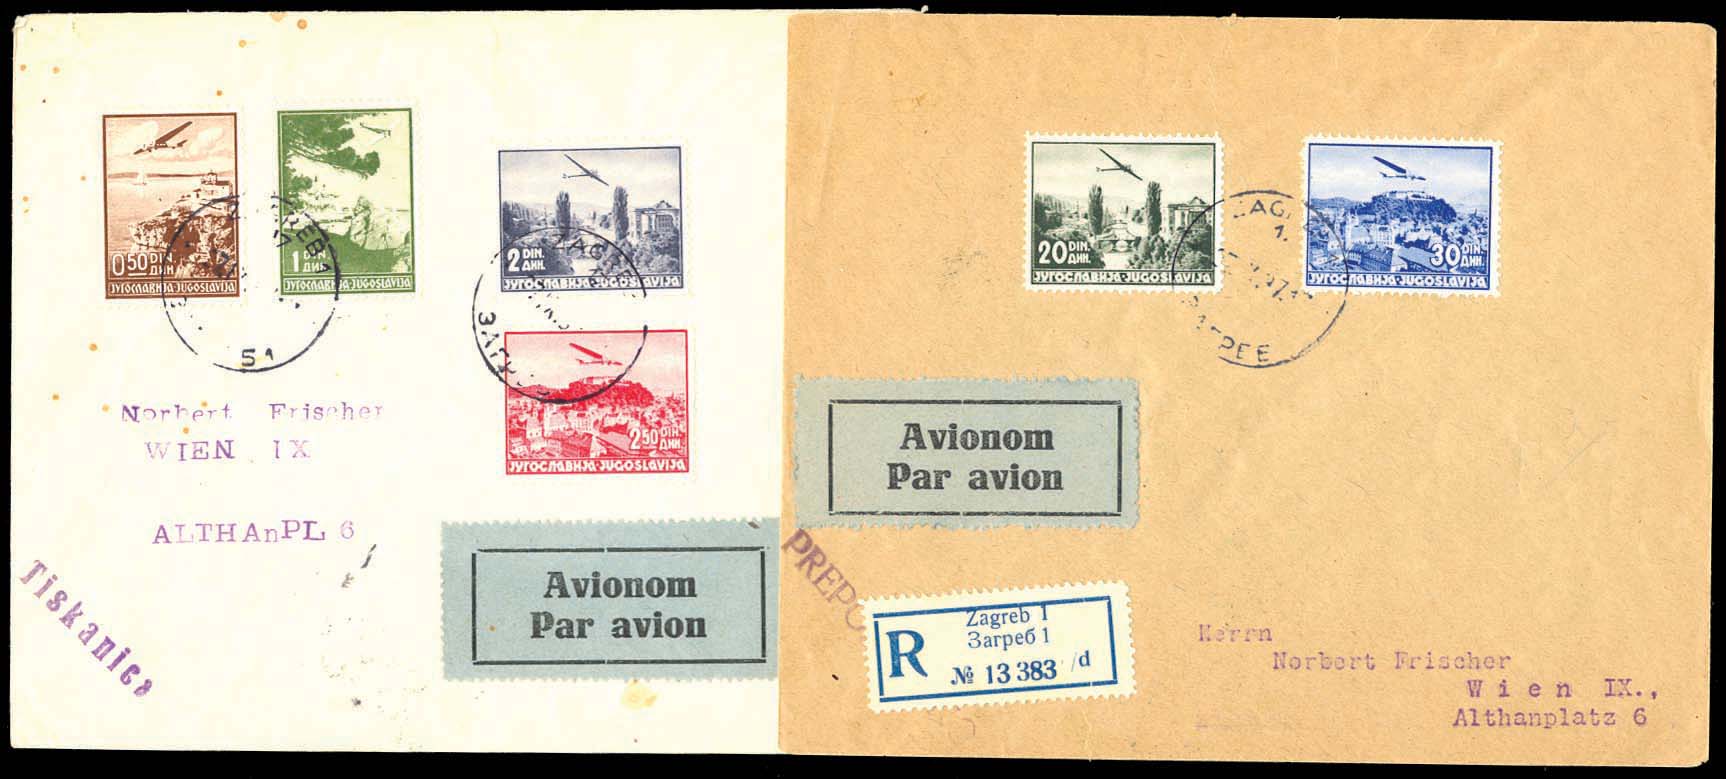 0.50 DIN.
ДИН
ЈУГОСЛАВИЈА·JUGOSLAVIJA
1 DIN
ДИН
ЈУГОСЛАВИЈА-JUGOSLAVIJA
2 DIN.
ДИН.
ЈУГОСЛАВИЈА·JUGOSLAVIJA
2.50 DIN.
ДИН.
ЈУГОСЛАВИЈА·JUGOSLAVIJA
51
Norbert Frischer
WIEN IX
ALTHAnPL 6
Tiskanica
Avionom
Par avion
20 DIN.
ДИН.
ЈУГОСЛАВИЈА·JUGOSLAVIJA
30 DIN.
ДИН.
ЈУГОСЛАВИЈА·JUGOSLAVIJA
Avionom
Par avion
PREPO
R
Zagreb 1
Загреб 1
№ 13 383 /d
Herrn
Norbert Frischer
Wien IX.,
Althanplatz 6